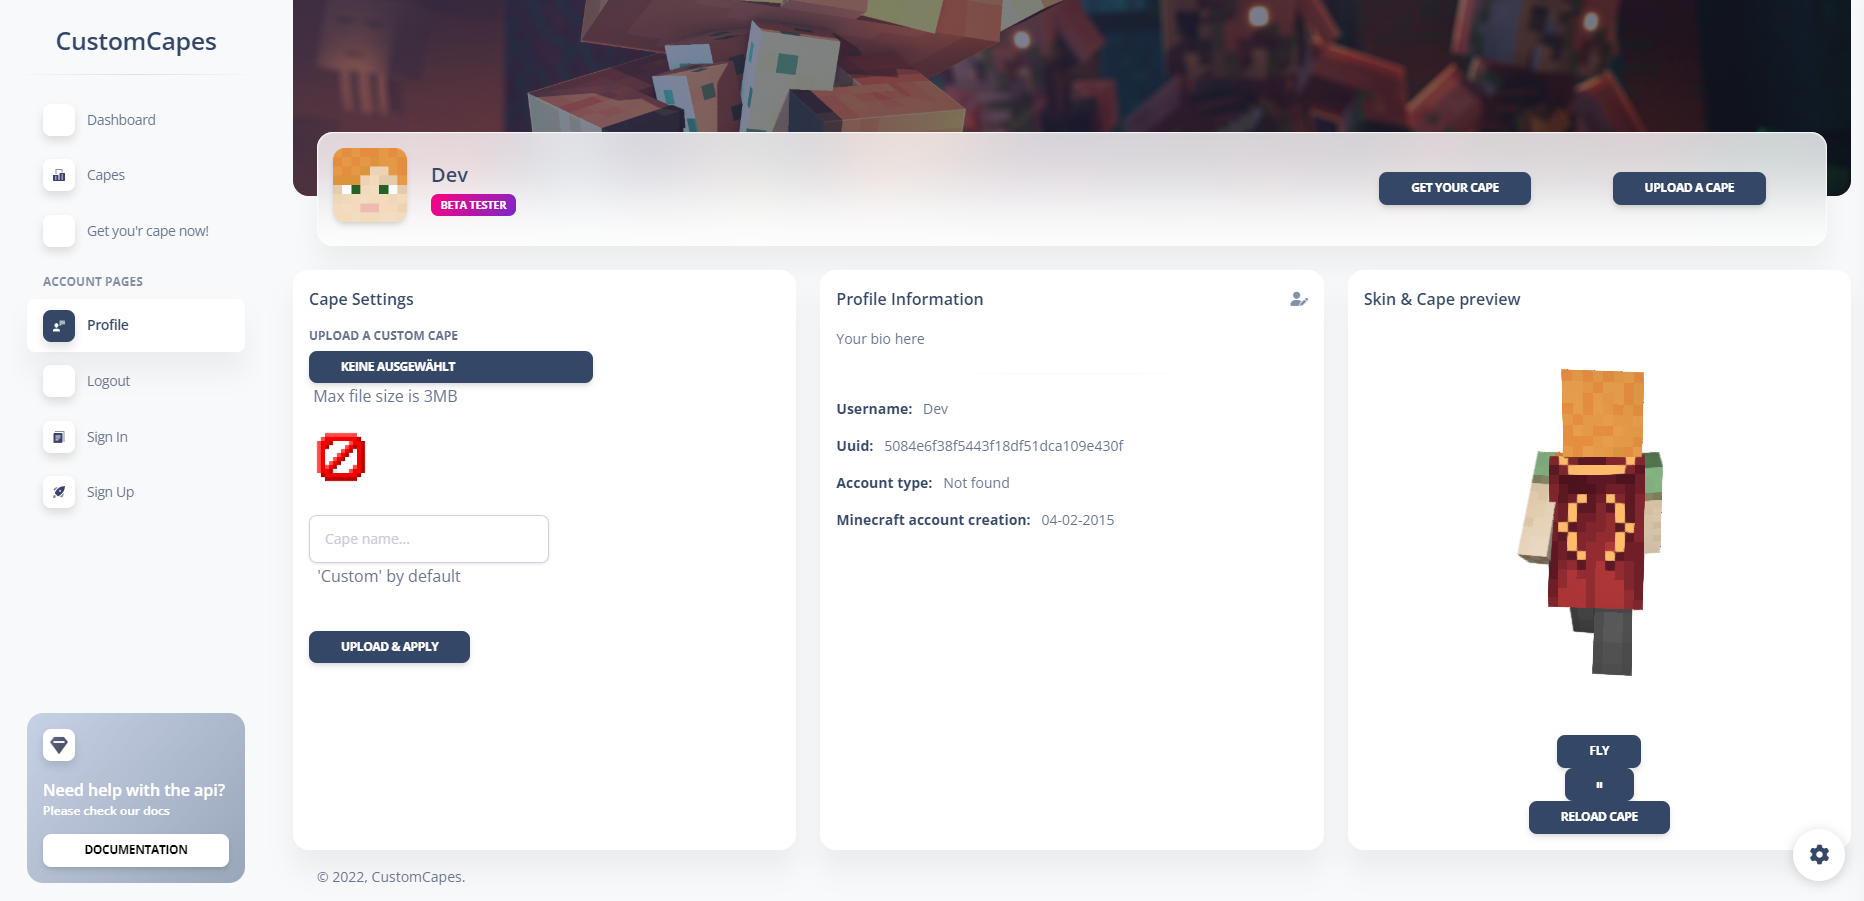 CustomCapes
Dashboard
Capes
Get you'r cape now!
ACCOUNT PAGES
Profile
Logout
Sign In
Sign Up
Need help with the api?
Please check our docs
DOCUMENTATION
Dev
BETA TESTER
GET YOUR CAPE
UPLOAD A CAPE
Cape Settings
UPLOAD A CUSTOM CAPE
KEINE AUSGEWÄHLT
Max file size is 3MB
Cape name...
'Custom' by default
UPLOAD & APPLY
Profile Information
Your bio here
Username: Dev
Uuid: 5084e6f38f5443f18df51dca109e430f
Account type: Not found
Minecraft account creation: 04-02-2015
Skin & Cape preview
FLY
RELOAD CAPE
© 2022, CustomCapes.